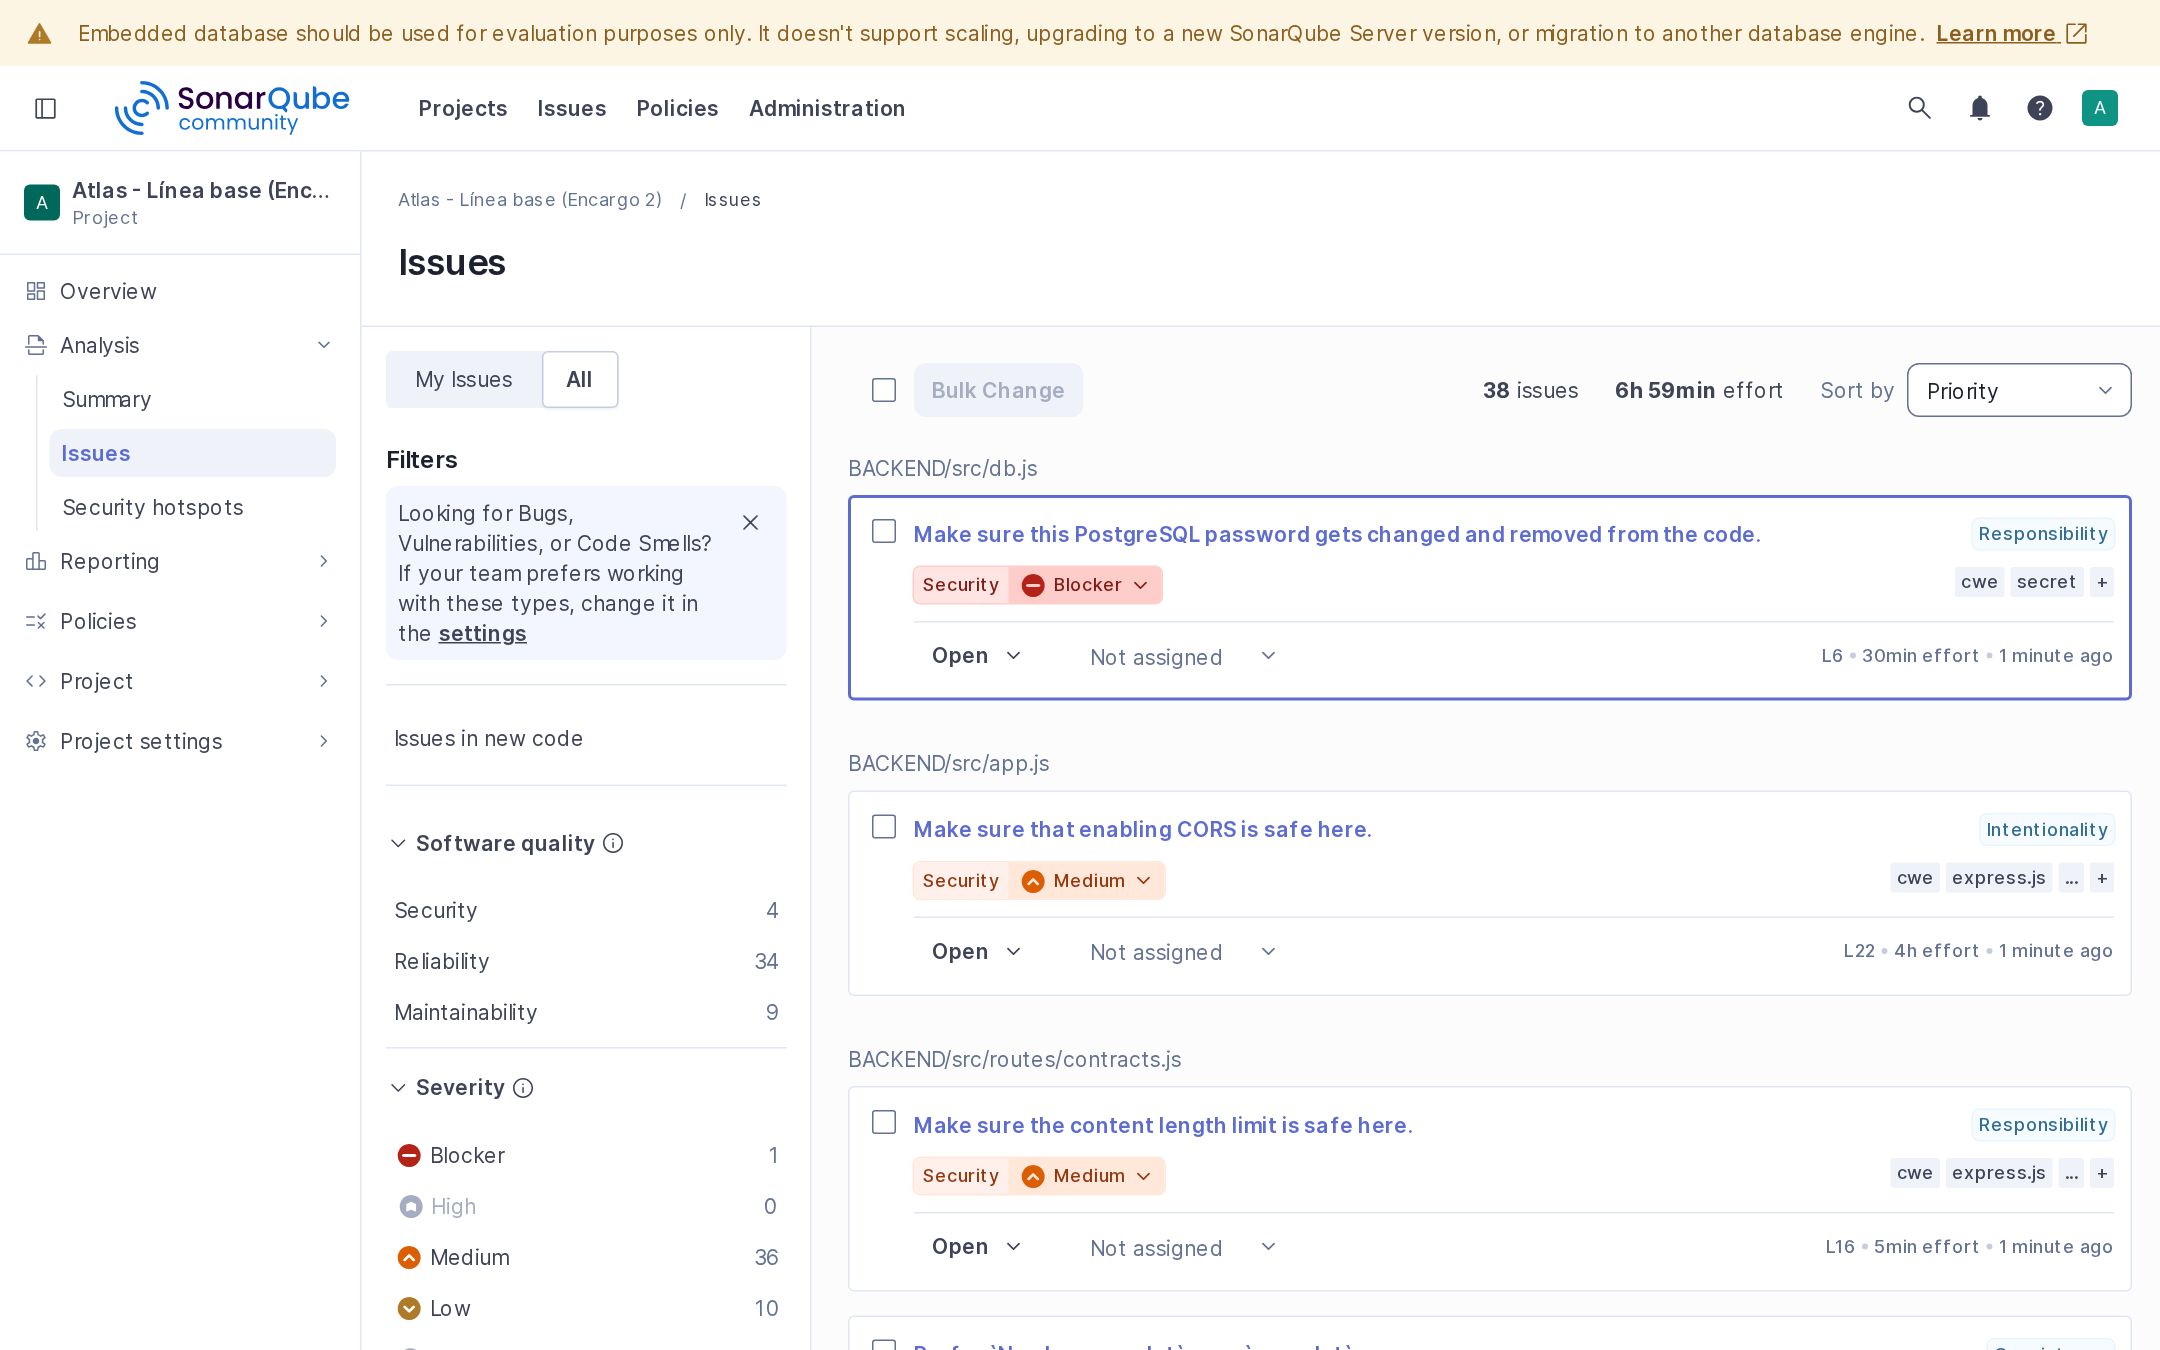 Embedded database should be used for evaluation purposes only. It doesn't support scaling, upgrading to a new SonarQube Server version, or migration to another database engine. Learn more
SonarQube community
Projects Issues Policies Administration
A
A
Atlas - Línea base (Enc...
Project
Overview
Analysis
Summary
Issues
Security hotspots
Reporting
Policies
Project
Project settings
Atlas - Línea base (Encargo 2) / Issues
Issues
My Issues All
Filters
Looking for Bugs,
Vulnerabilities, or Code Smells?
If your team prefers working
with these types, change it in
the settings
Issues in new code
Software quality
Security 4
Reliability 34
Maintainability 9
Severity
Blocker 1
High 0
Medium 36
Low 10
Bulk Change 38 issues 6h 59min effort Sort by Priority
BACKEND/src/db.js
Make sure this PostgreSQL password gets changed and removed from the code. Responsibility
Security Blocker cwe secret +
Open Not assigned L6 • 30min effort • 1 minute ago
BACKEND/src/app.js
Make sure that enabling CORS is safe here. Intentionality
Security Medium cwe express.js ... +
Open Not assigned L22 • 4h effort • 1 minute ago
BACKEND/src/routes/contracts.js
Make sure the content length limit is safe here. Responsibility
Security Medium cwe express.js ... +
Open Not assigned L16 • 5min effort • 1 minute ago